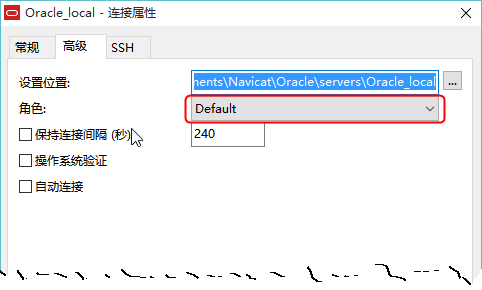 Oracle_local - 连接属性
常规 高级 SSH
设置位置: nents\Navicat\Oracle\servers\Oracle_local ...
角色: Default
保持连接间隔 (秒) 240
操作系统验证
自动连接